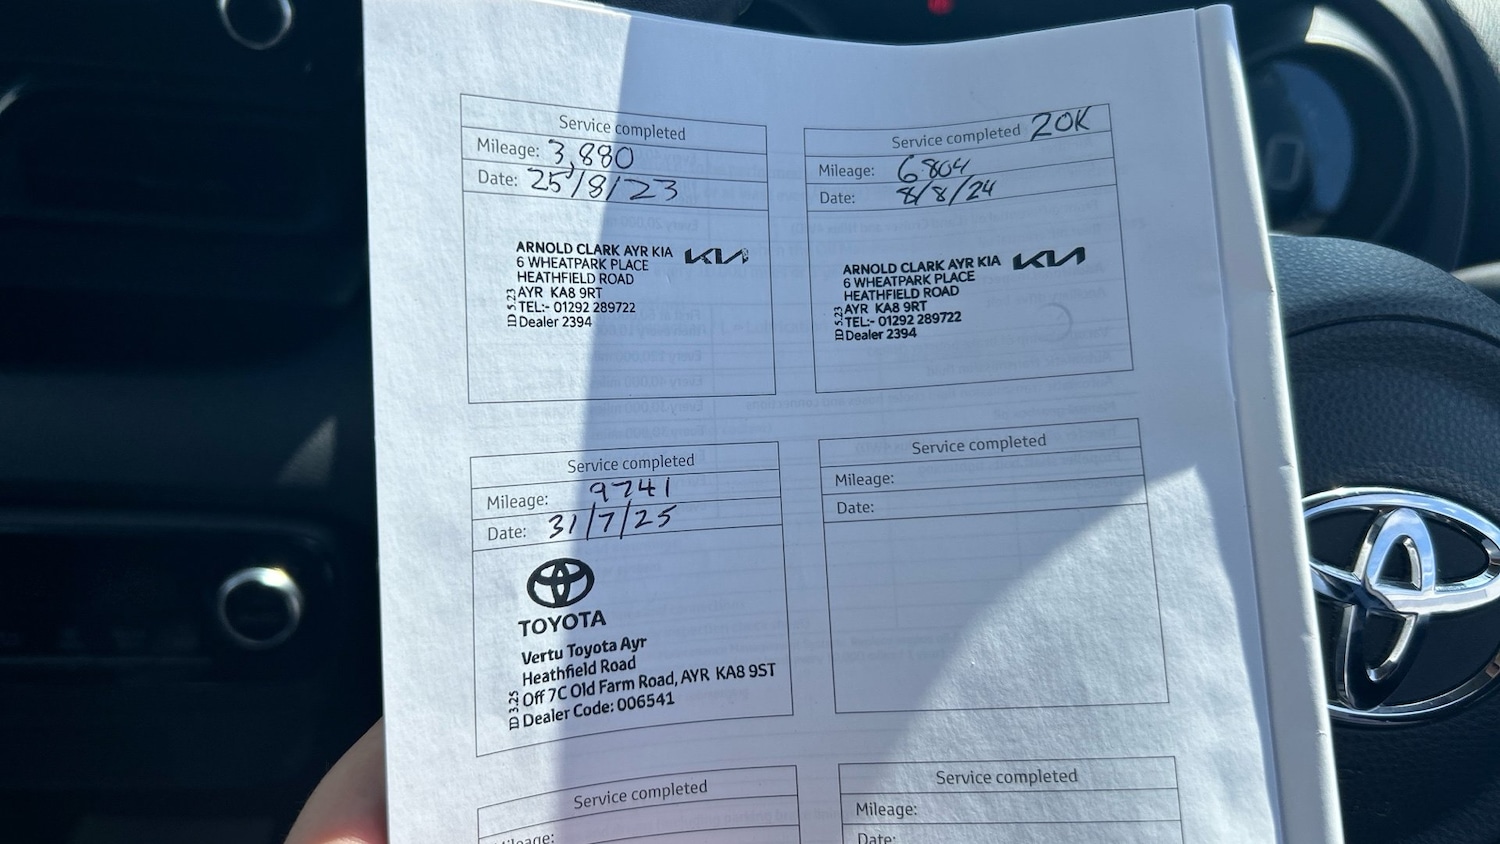 Service completed
Mileage: 3,880
Date: 25/8/23
ARNOLD CLARK AYR KIA KIA
6 WHEATPARK PLACE
HEATHFIELD ROAD
AYR KA8 9RT
TEL:- 01292 289722
Dealer 2394
ID 5.23
Service completed 20K
Mileage: 6804
Date: 8/8/24
ARNOLD CLARK AYR KIA KIA
6 WHEATPARK PLACE
HEATHFIELD ROAD
AYR KA8 9RT
TEL:- 01292 289722
Dealer 2394
ID 5.23
Service completed
Mileage: 9741
Date: 31/7/25
TOYOTA
Vertu Toyota Ayr
Heathfield Road
Off 7C Old Farm Road, AYR KA8 9ST
Dealer Code: 006541
ID 3.25
Service completed
Mileage:
Date:
Service completed
Mileage:
Service completed
Mileage:
Date: